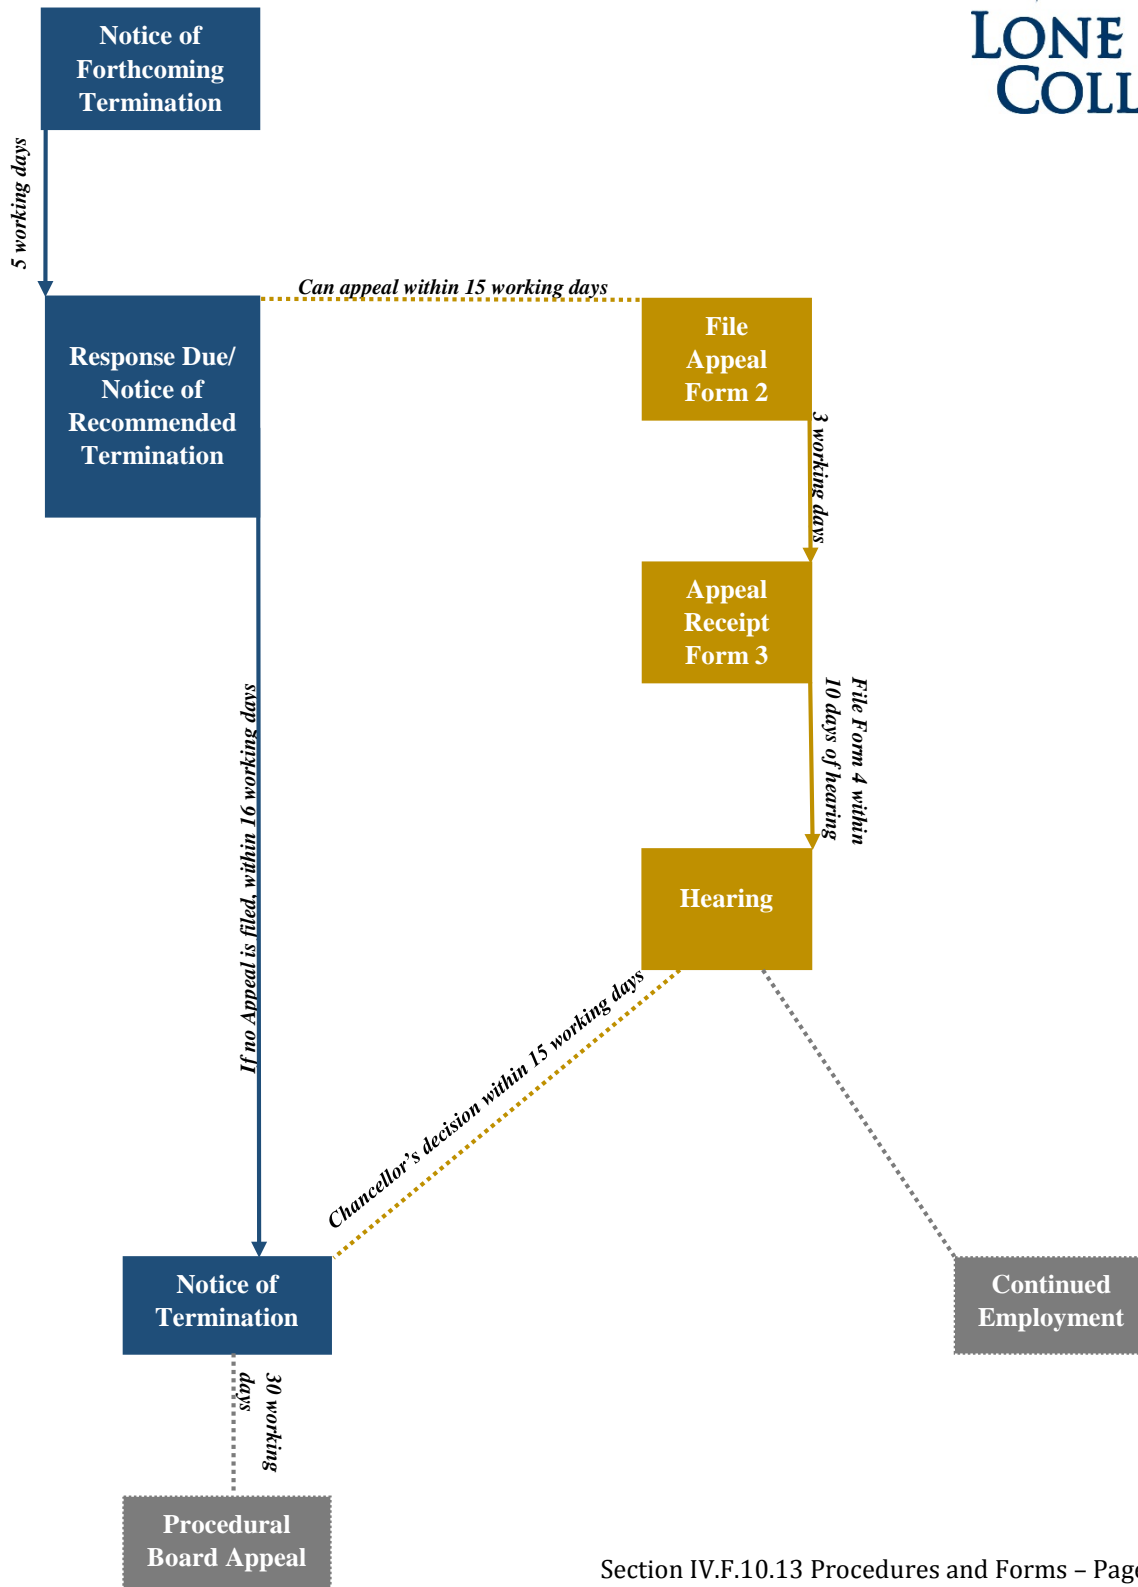 LONE
COLL
Notice of
Forthcoming
Termination
5 working days
Can appeal within 15 working days
Response Due/
Notice of
Recommended
Termination
File
Appeal
Form 2
3 working days
Appeal
Receipt
Form 3
File Form 4 within
10 days of hearing
If no Appeal is filed, within 16 working days
Hearing
Chancellor’s decision within 15 working days
Notice of
Termination
Continued
Employment
30 working
days
Procedural
Board Appeal
Section IV.F.10.13 Procedures and Forms – Page